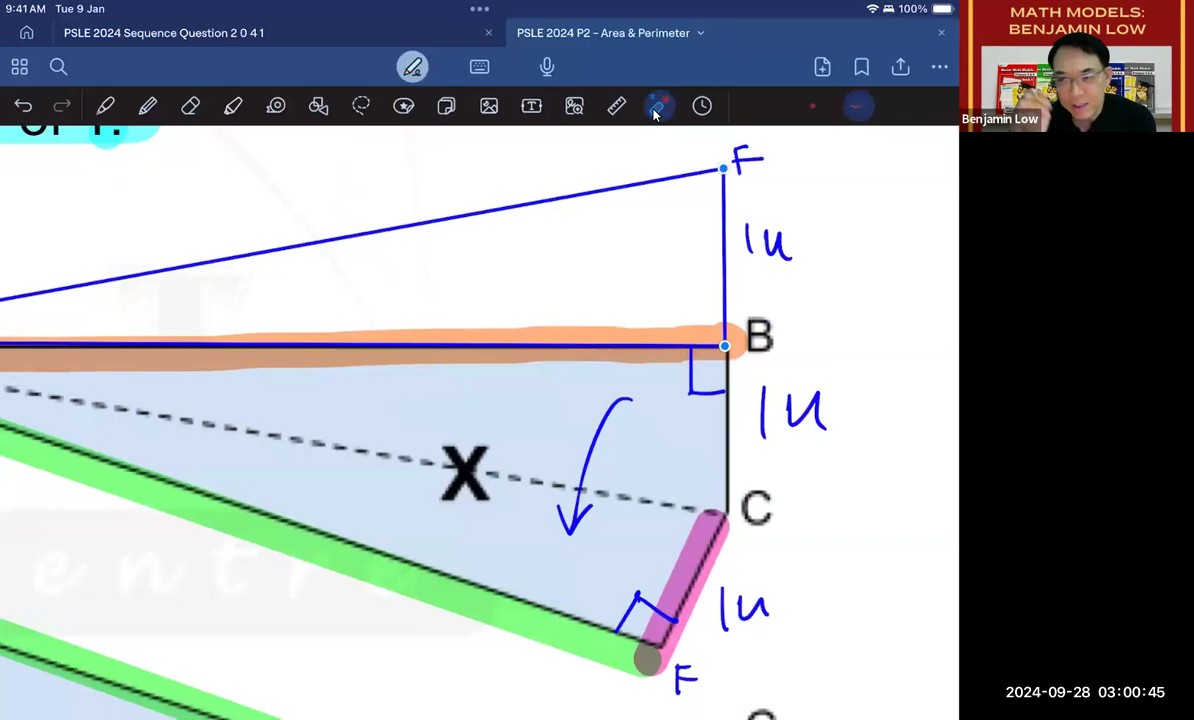 9:41 AM Tue 9 Jan
100%
PSLE 2024 Sequence Question 2 0 4 1
PSLE 2024 P2 – Area & Perimeter
MATH MODELS:
BENJAMIN LOW
Benjamin Low
F
1u
B
1u
X
C
1u
F
entre
2024-09-28 03:00:45